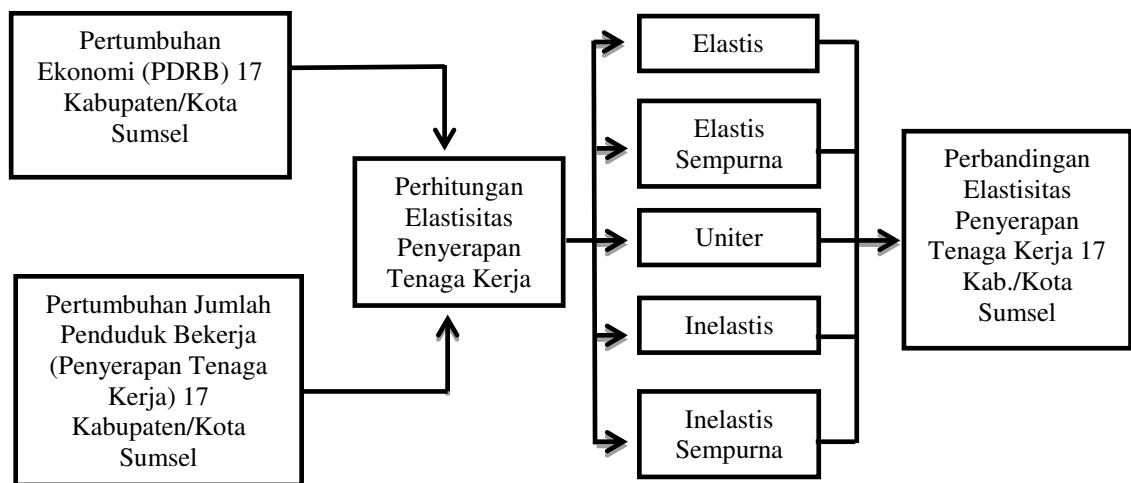 Pertumbuhan
Ekonomi (PDRB) 17
Kabupaten/Kota
Sumsel
Pertumbuhan Jumlah
Penduduk Bekerja
(Penyerapan Tenaga
Kerja) 17
Kabupaten/Kota
Sumsel
Perhitungan
Elastisitas
Penyerapan
Tenaga Kerja
Elastis
Elastis
Sempurna
Uniter
Inelastis
Inelastis
Sempurna
Perbandingan
Elastisitas
Penyerapan
Tenaga Kerja 17
Kab./Kota
Sumsel